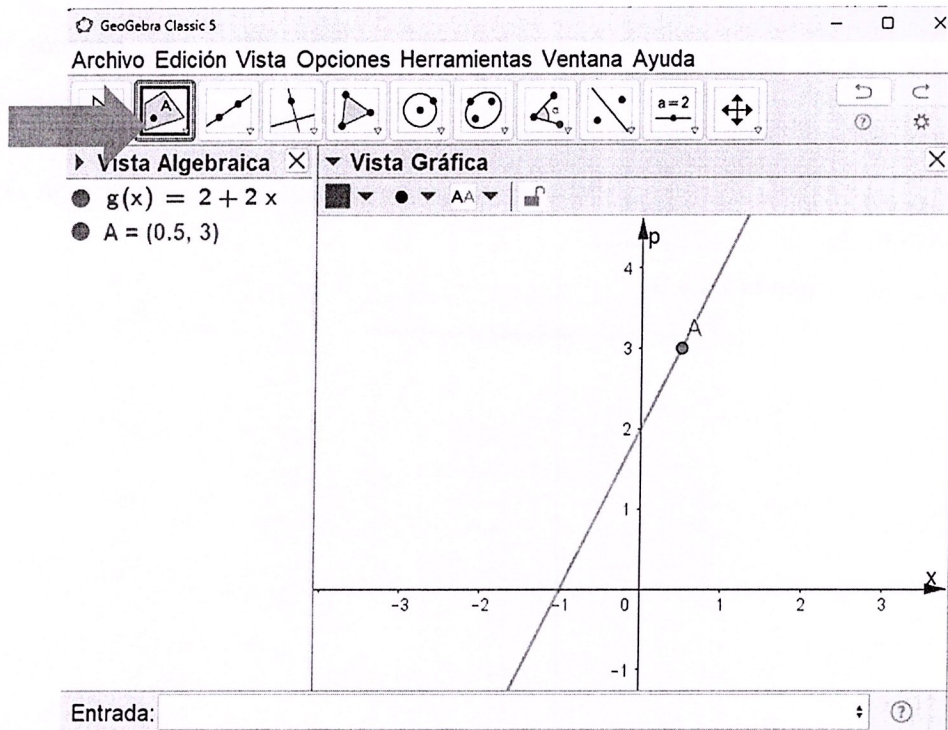 GeoGebra Classic 5
Archivo Edición Vista Opciones Herramientas Ventana Ayuda
A
α
a=2
Vista Algebraica
Vista Gráfica
g(x) = 2 + 2 x
A = (0.5, 3)
AA
p
4
A
3
2
1
x
-3 -2 -1 0 1 2 3
-1
Entrada: